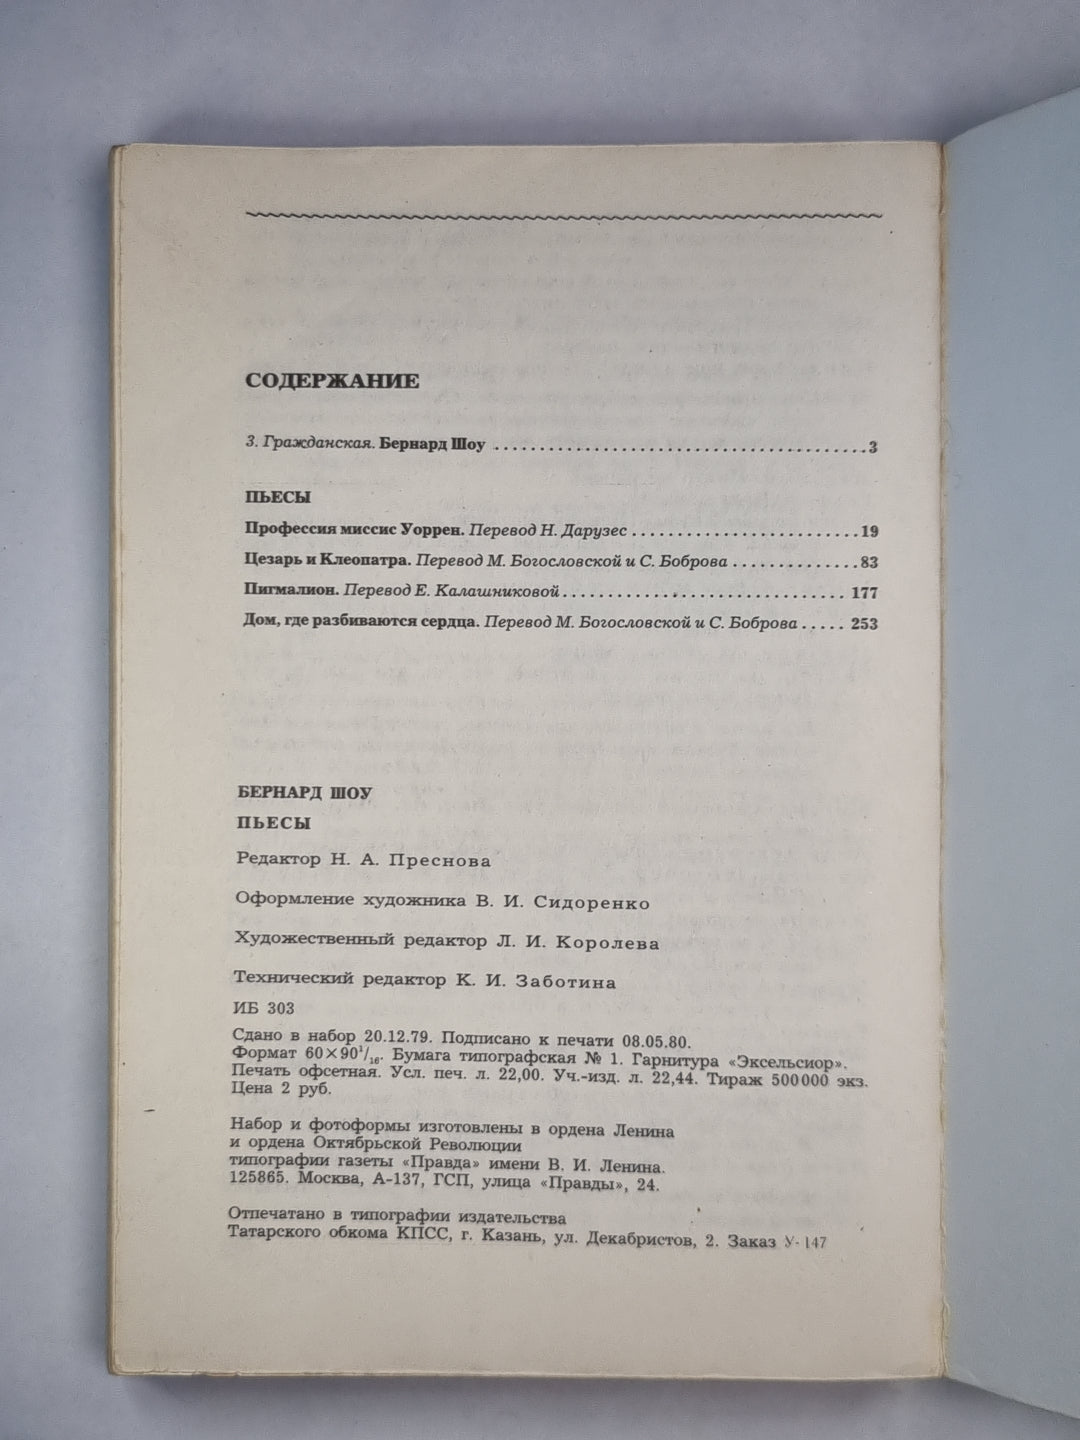 СОДЕРЖАНИЕ
З. Гражданская. Бернард Шоу ........................................ 3
ПЬЕСЫ
Профессия миссис Уоррен. Перевод Н. Дарузес ......................... 19
Цезарь и Клеопатра. Перевод М. Богословской и С. Боброва .............. 83
Пигмалион. Перевод Е. Калашниковой ............................... 177
Дом, где разбиваются сердца. Перевод М. Богословской и С. Боброва ..... 253
БЕРНАРД ШОУ
ПЬЕСЫ
Редактор Н. А. Преснова
Оформление художника В. И. Сидоренко
Художественный редактор Л. И. Королева
Технический редактор К. И. Заботина
ИБ 303
Сдано в набор 20.12.79. Подписано к печати 08.05.80.
Формат 60×90¹/₁₆. Бумага типографская № 1. Гарнитура «Эксельсиор».
Печать офсетная. Усл. печ. л. 22,00. Уч.-изд. л. 22,44. Тираж 500000 экз.
Цена 2 руб.
Набор и фотоформы изготовлены в ордена Ленина
и ордена Октябрьской Революции
типографии газеты «Правда» имени В. И. Ленина.
125865. Москва, А-137, ГСП, улица «Правды», 24.
Отпечатано в типографии издательства
Татарского обкома КПСС, г. Казань, ул. Декабристов, 2. Заказ У-147